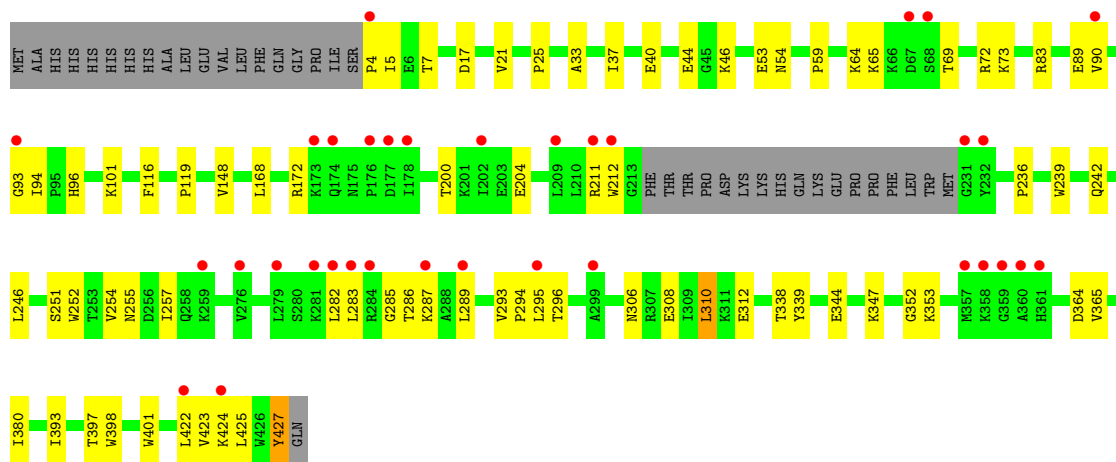 MET ALA HIS HIS HIS HIS HIS HIS ALA LEU GLU VAL LEU PHE GLN GLY PRO ILE SER P4 I5 E6 T7 D17 V21 P25 A33 I37 E40 E44 G45 K46 E53 N54 P59 K64 K65 K66 D67 S68 T69 R72 K73 R83 E89 V90
G93 I94 P95 H96 K101 F116 P119 V148 L168 R172 K173 Q174 N175 P176 D177 I178 T200 K201 I202 E203 E204 L209 L210 R211 W212 G213 PHE THR THR PRO ASP LYS LYS HIS GLN LYS GLU PRO PRO PHE LEU TRP MET G231 Y232 P236 W239 Q242
L246 S251 W252 T253 V254 N255 D256 I257 Q258 K259 V276 L279 S280 K281 L282 L283 R284 G285 T286 K287 A288 L289 V293 P294 L295 T296 A299 N306 R307 E308 I309 L310 K311 E312 T338 Y339 E344 K347 G352 K353 M357 K358 G359 A360 H361 D364 V365
I380 I393 T397 W398 W401 L422 V423 K424 L425 W426 Y427 GLN